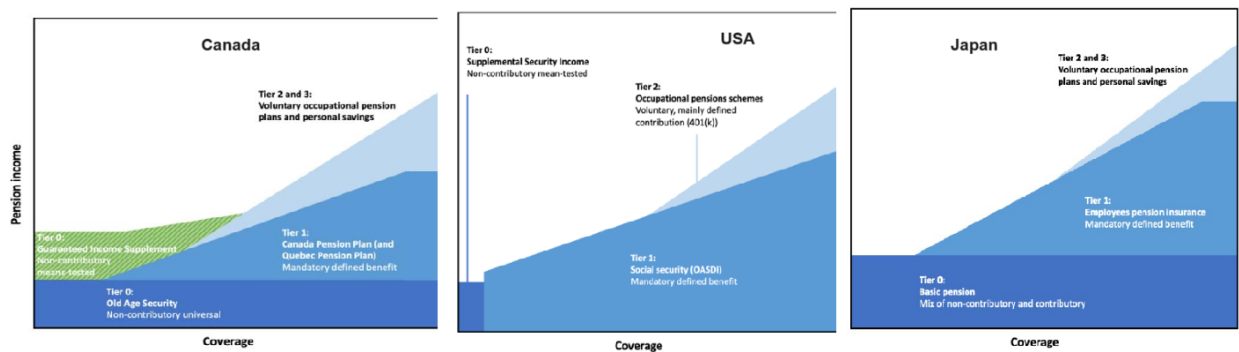 Canada
Tier 2 and 3:
Voluntary occupational pension
plans and personal savings
Pension income
Tier 0:
Guaranteed Income Supplement
Non-contributory
means-tested
Tier 1:
Canada Pension Plan (and
Quebec Pension Plan)
Mandatory defined benefit
Tier 0:
Old Age Security
Non-contributory universal
Coverage
USA
Tier 0:
Supplemental Security Income
Non-contributory mean-tested
Tier 2:
Occupational pensions schemes
Voluntary, mainly defined
contribution (401(k))
Tier 1:
Social security (OASDI)
Mandatory defined benefit
Coverage
Japan
Tier 2 and 3:
Voluntary occupational pension
plans and personal savings
Tier 1:
Employees pension insurance
Mandatory defined benefit
Tier 0:
Basic pension
Mix of non-contributory and contributory
Coverage